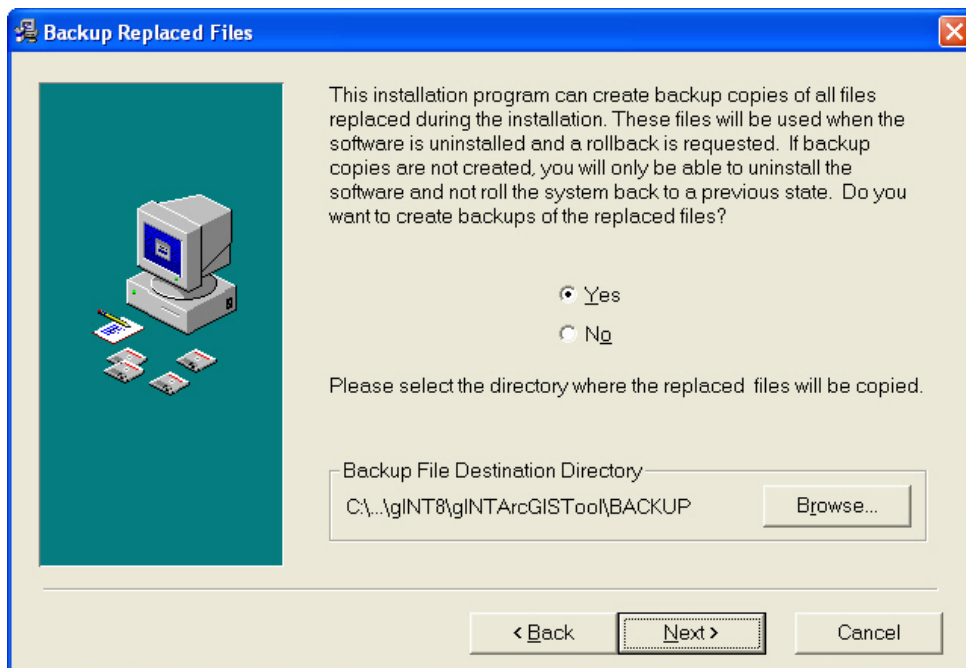 Backup Replaced Files
This installation program can create backup copies of all files
replaced during the installation. These files will be used when the
software is uninstalled and a rollback is requested. If backup
copies are not created, you will only be able to uninstall the
software and not roll the system back to a previous state. Do you
want to create backups of the replaced files?
Yes
No
Please select the directory where the replaced files will be copied.
Backup File Destination Directory
C:\...\gINT8\gINTArcGISTool\BACKUP
Browse...
< Back
Next >
Cancel